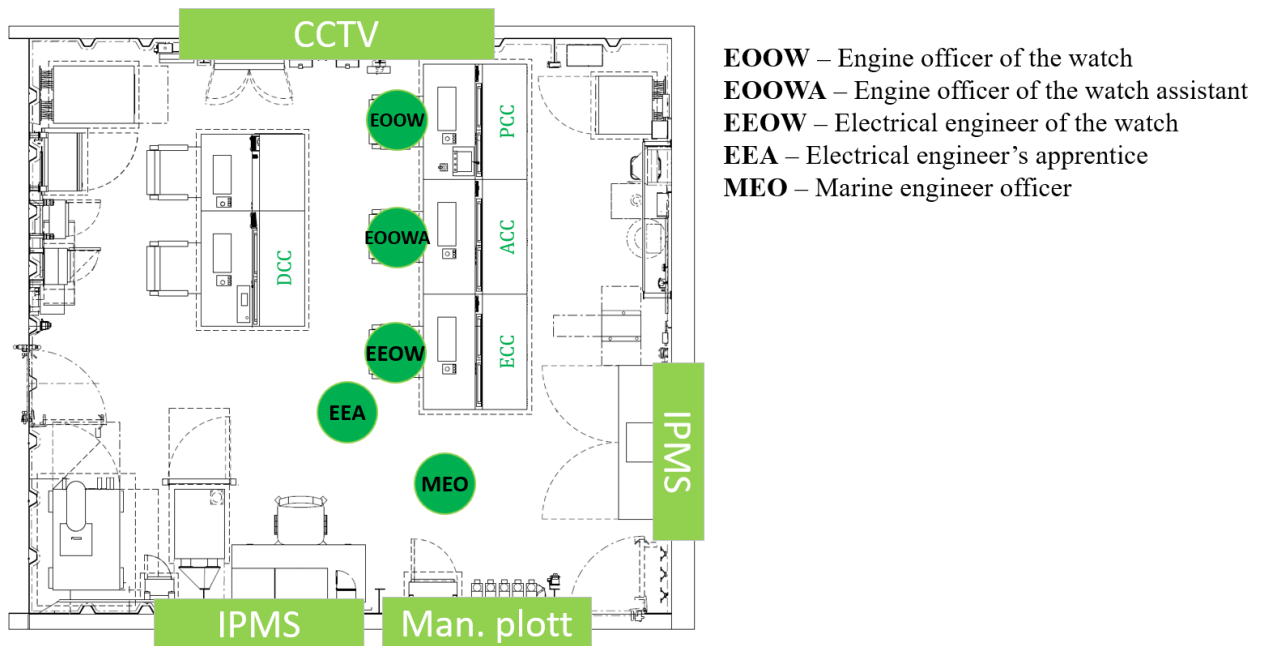 CCTV
EOOW
PCC
EOOWA
ACC
DCC
EEOW
ECC
EEA
MEO
IPMS
IPMS
Man. plott
EOOW – Engine officer of the watch
EOOWA – Engine officer of the watch assistant
EEOW – Electrical engineer of the watch
EEA – Electrical engineer’s apprentice
MEO – Marine engineer officer